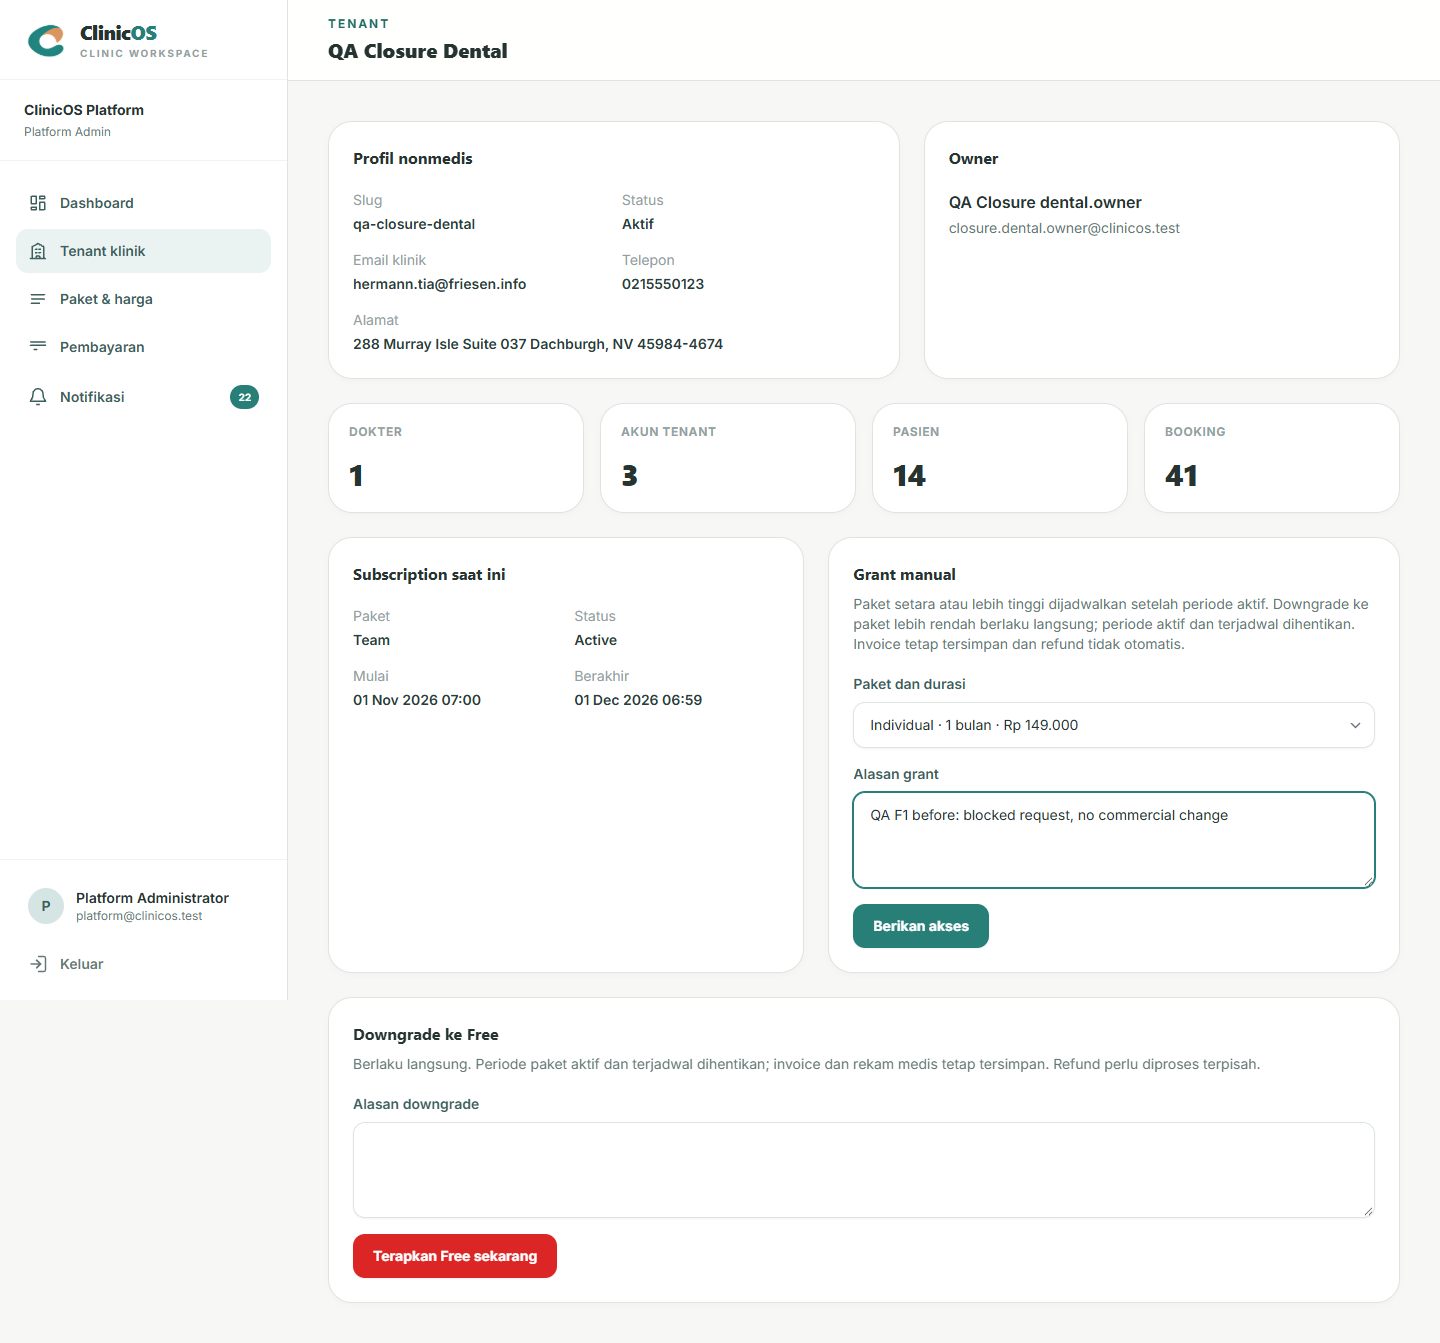 ClinicOS
CLINIC WORKSPACE
ClinicOS Platform
Platform Admin
Dashboard
Tenant klinik
Paket & harga
Pembayaran
Notifikasi
22
P
Platform Administrator
platform@clinicos.test
Keluar
TENANT
QA Closure Dental
Profil nonmedis
Slug
qa-closure-dental
Status
Aktif
Email klinik
hermann.tia@friesen.info
Telepon
0215550123
Alamat
288 Murray Isle Suite 037 Dachburgh, NV 45984-4674
Owner
QA Closure dental.owner
closure.dental.owner@clinicos.test
DOKTER
1
AKUN TENANT
3
PASIEN
14
BOOKING
41
Subscription saat ini
Paket
Team
Status
Active
Mulai
01 Nov 2026 07:00
Berakhir
01 Dec 2026 06:59
Grant manual
Paket setara atau lebih tinggi dijadwalkan setelah periode aktif. Downgrade ke
paket lebih rendah berlaku langsung; periode aktif dan terjadwal dihentikan.
Invoice tetap tersimpan dan refund tidak otomatis.
Paket dan durasi
Individual · 1 bulan · Rp 149.000
Alasan grant
QA F1 before: blocked request, no commercial change
Berikan akses
Downgrade ke Free
Berlaku langsung. Periode paket aktif dan terjadwal dihentikan; invoice dan rekam medis tetap tersimpan. Refund perlu diproses terpisah.
Alasan downgrade
Terapkan Free sekarang